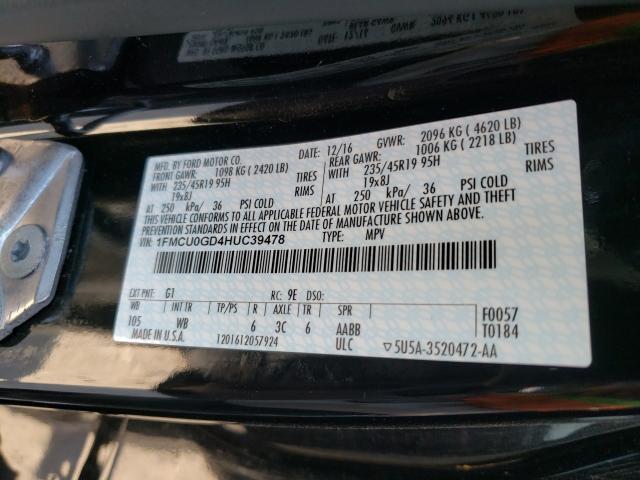 MFD. BY FORD MOTOR CO.
DATE: 12/16 GVWR: 2096 KG ( 4620 LB)
FRONT GAWR: 1098 KG ( 2420 LB) REAR GAWR: 1006 KG ( 2218 LB)
WITH 235/45R19 95H TIRES WITH 235/45R19 95H TIRES
19x8J RIMS 19x8J RIMS
AT 250 kPa/ 36 PSI COLD AT 250 kPa/ 36 PSI COLD
THIS VEHICLE CONFORMS TO ALL APPLICABLE FEDERAL MOTOR VEHICLE SAFETY AND THEFT
PREVENTION STANDARDS IN EFFECT ON THE DATE OF MANUFACTURE SHOWN ABOVE.
VIN: 1FMCU0GD4HUC39478 TYPE: MPV
EXT PNT: G1 RC: 9E DSO:
WB INT TR TP/PS R AXLE TR SPR F0057
105 WB 6 3C 6 AABB T0184
MADE IN U.S.A. 1201612057924 ULC ▽5U5A-3520472-AA